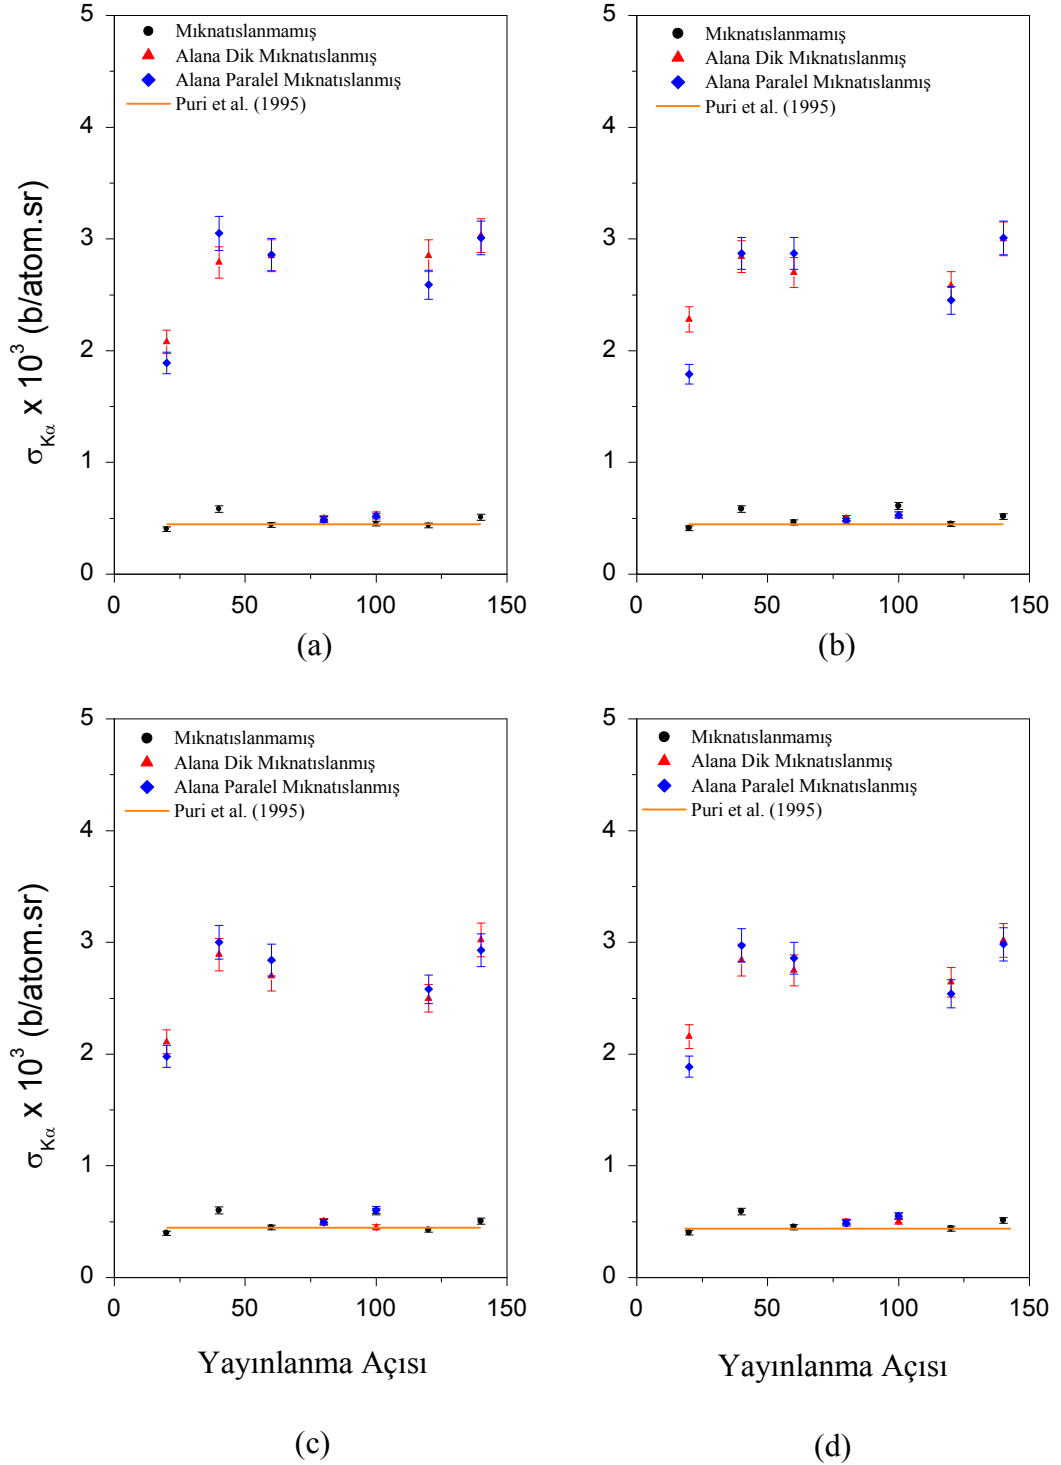 5
4
3
2
1
0
0
50
100
150
Mıknatıslanmamış
Alana Dik Mıknatıslanmış
Alana Paralel Mıknatıslanmış
Puri et al. (1995)
σKα x 10³ (b/atom.sr)
(a)
0
50
100
150
Mıknatıslanmamış
Alana Dik Mıknatıslanmış
Alana Paralel Mıknatıslanmış
Puri et al. (1995)
5
4
3
2
1
0
(b)
5
4
3
2
1
0
0
50
100
150
Mıknatıslanmamış
Alana Dik Mıknatıslanmış
Alana Paralel Mıknatıslanmış
Puri et al. (1995)
σKα x 10³ (b/atom.sr)
Yayınlanma Açısı
(c)
5
4
3
2
1
0
0
50
100
150
Mıknatıslanmamış
Alana Dik Mıknatıslanmış
Alana Paralel Mıknatıslanmış
Puri et al. (1995)
Yayınlanma Açısı
(d)